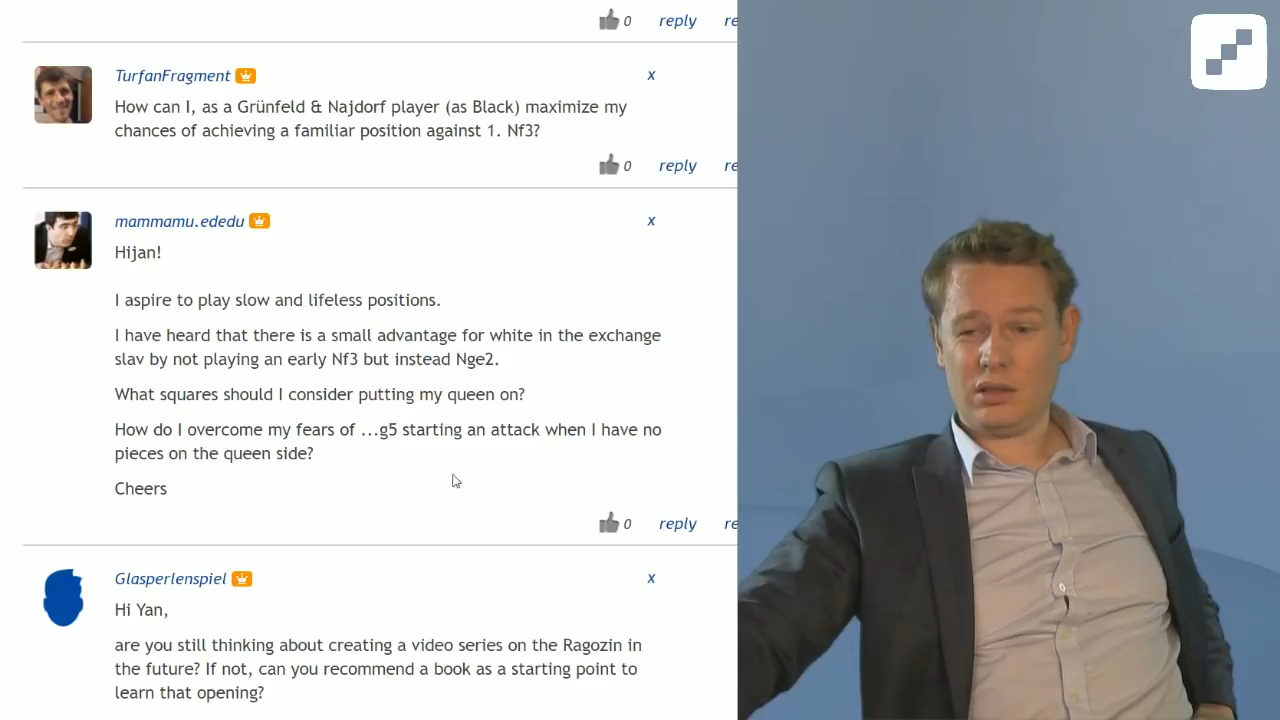 0 reply re
TurfanFragment x
How can I, as a Grünfeld & Najdorf player (as Black) maximize my
chances of achieving a familiar position against 1. Nf3?
0 reply re
mammamu.ededu x
Hijan!
I aspire to play slow and lifeless positions.
I have heard that there is a small advantage for white in the exchange
slav by not playing an early Nf3 but instead Nge2.
What squares should I consider putting my queen on?
How do I overcome my fears of ...g5 starting an attack when I have no
pieces on the queen side?
Cheers
0 reply re
Glasperlenspiel x
Hi Yan,
are you still thinking about creating a video series on the Ragozin in
the future? If not, can you recommend a book as a starting point to
learn that opening?